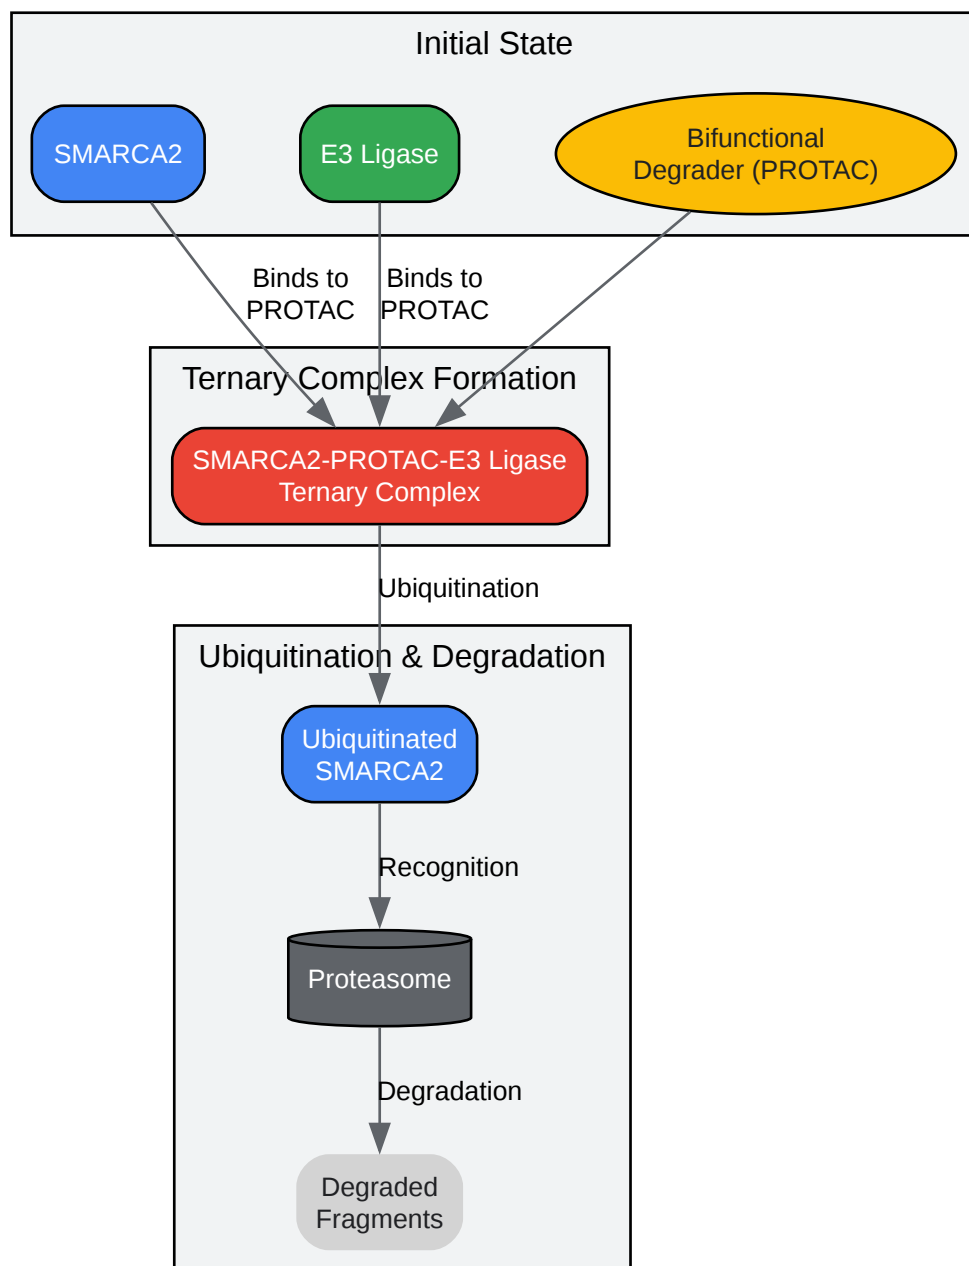 Initial State
SMARCA2
E3 Ligase
Bifunctional
Degrader (PROTAC)
Binds to
PROTAC
Binds to
PROTAC
Ternary Complex Formation
SMARCA2-PROTAC-E3 Ligase
Ternary Complex
Ubiquitination
Ubiquitination & Degradation
Ubiquitinated
SMARCA2
Recognition
Proteasome
Degradation
Degraded
Fragments